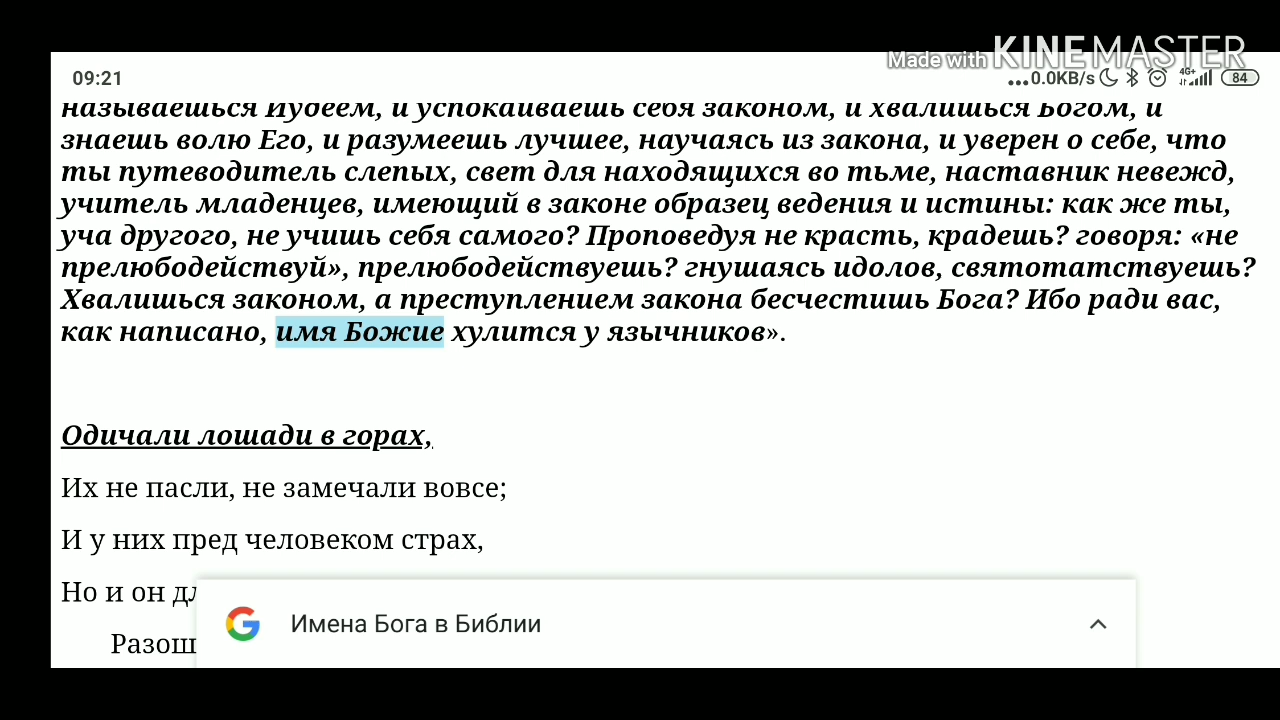 Made with KINEMASTER
09:21
...0.0KB/s 4G+ 84
называешься Иудеем, и успокаиваешь себя законом, и хвалишься Богом, и
знаешь волю Его, и разумеешь лучшее, научаясь из закона, и уверен о себе, что
ты путеводитель слепых, свет для находящихся во тьме, наставник невежд,
учитель младенцев, имеющий в законе образец ведения и истины: как же ты,
уча другого, не учишь себя самого? Проповедуя не красть, крадешь? говоря: «не
прелюбодействуй», прелюбодействуешь? гнушаясь идолов, святотатствуешь?
Хвалишься законом, а преступлением закона бесчестишь Бога? Ибо ради вас,
как написано, имя Божие хулится у язычников».
Одичали лошади в горах,
Их не пасли, не замечали вовсе;
И у них пред человеком страх,
Но и он
Имена Бога в Библии